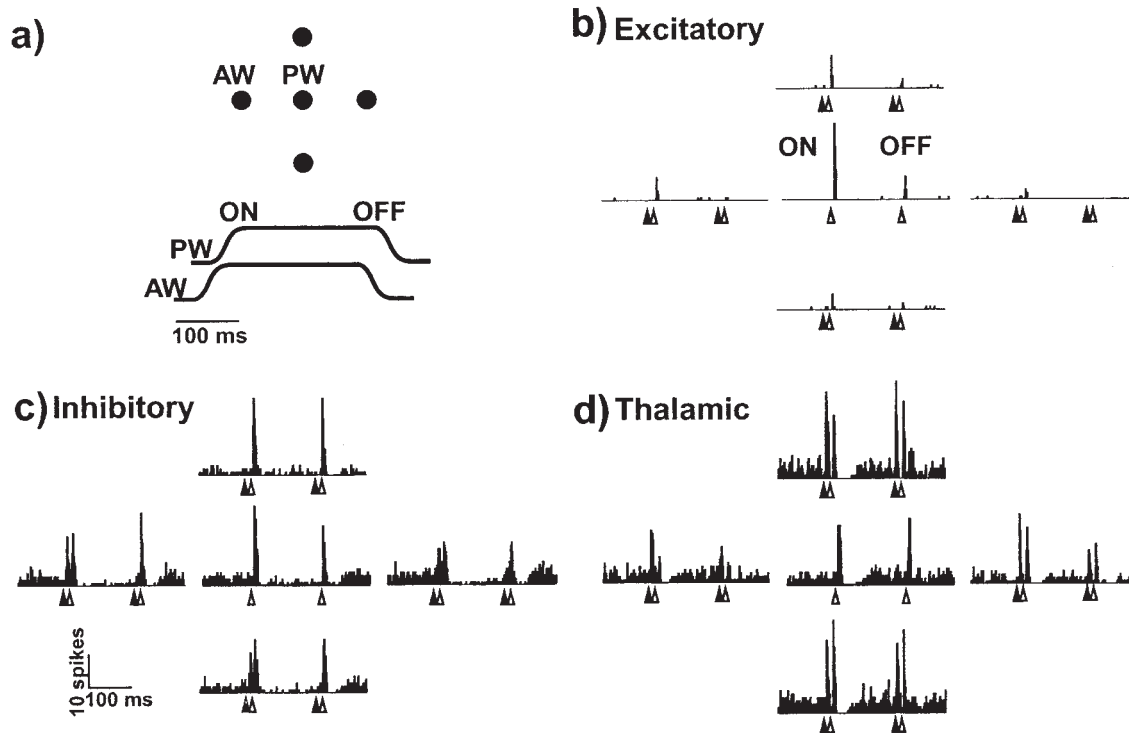 a)
AW PW
ON OFF
PW
AW
100 ms
b) Excitatory
ON OFF
c) Inhibitory
10 spikes
100 ms
d) Thalamic